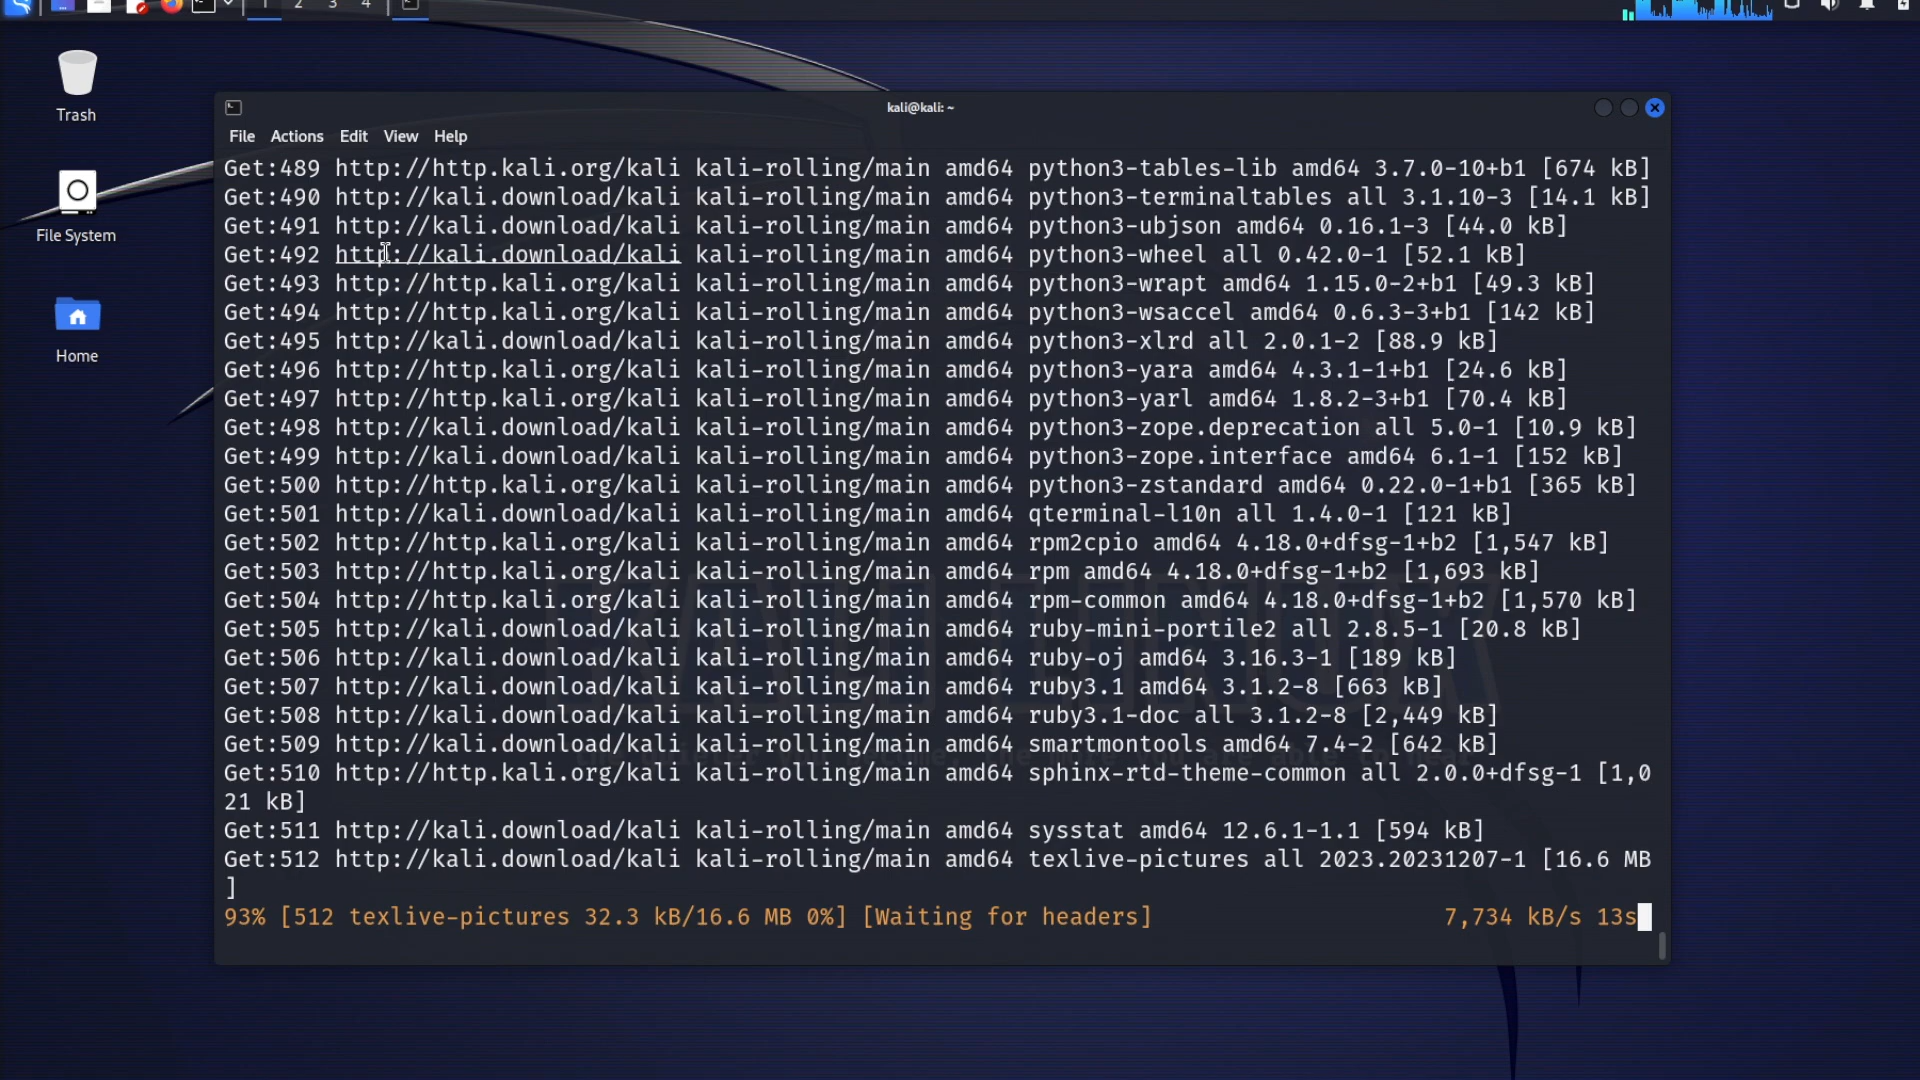 1 2 3 4
Trash
File System
Home
kali@kali: ~
File Actions Edit View Help
Get:489 http://http.kali.org/kali kali-rolling/main amd64 python3-tables-lib amd64 3.7.0-10+b1 [674 kB]
Get:490 http://kali.download/kali kali-rolling/main amd64 python3-terminaltables all 3.1.10-3 [14.1 kB]
Get:491 http://kali.download/kali kali-rolling/main amd64 python3-ubjson amd64 0.16.1-3 [44.0 kB]
Get:492 http://kali.download/kali kali-rolling/main amd64 python3-wheel all 0.42.0-1 [52.1 kB]
Get:493 http://http.kali.org/kali kali-rolling/main amd64 python3-wrapt amd64 1.15.0-2+b1 [49.3 kB]
Get:494 http://http.kali.org/kali kali-rolling/main amd64 python3-wsaccel amd64 0.6.3-3+b1 [142 kB]
Get:495 http://kali.download/kali kali-rolling/main amd64 python3-xlrd all 2.0.1-2 [88.9 kB]
Get:496 http://http.kali.org/kali kali-rolling/main amd64 python3-yara amd64 4.3.1-1+b1 [24.6 kB]
Get:497 http://http.kali.org/kali kali-rolling/main amd64 python3-yarl amd64 1.8.2-3+b1 [70.4 kB]
Get:498 http://kali.download/kali kali-rolling/main amd64 python3-zope.deprecation all 5.0-1 [10.9 kB]
Get:499 http://kali.download/kali kali-rolling/main amd64 python3-zope.interface amd64 6.1-1 [152 kB]
Get:500 http://http.kali.org/kali kali-rolling/main amd64 python3-zstandard amd64 0.22.0-1+b1 [365 kB]
Get:501 http://kali.download/kali kali-rolling/main amd64 qterminal-l10n all 1.4.0-1 [121 kB]
Get:502 http://http.kali.org/kali kali-rolling/main amd64 rpm2cpio amd64 4.18.0+dfsg-1+b2 [1,547 kB]
Get:503 http://http.kali.org/kali kali-rolling/main amd64 rpm amd64 4.18.0+dfsg-1+b2 [1,693 kB]
Get:504 http://http.kali.org/kali kali-rolling/main amd64 rpm-common amd64 4.18.0+dfsg-1+b2 [1,570 kB]
Get:505 http://kali.download/kali kali-rolling/main amd64 ruby-mini-portile2 all 2.8.5-1 [20.8 kB]
Get:506 http://kali.download/kali kali-rolling/main amd64 ruby-oj amd64 3.16.3-1 [189 kB]
Get:507 http://kali.download/kali kali-rolling/main amd64 ruby3.1 amd64 3.1.2-8 [663 kB]
Get:508 http://kali.download/kali kali-rolling/main amd64 ruby3.1-doc all 3.1.2-8 [2,449 kB]
Get:509 http://kali.download/kali kali-rolling/main amd64 smartmontools amd64 7.4-2 [642 kB]
Get:510 http://http.kali.org/kali kali-rolling/main amd64 sphinx-rtd-theme-common all 2.0.0+dfsg-1 [1,0
21 kB]
Get:511 http://kali.download/kali kali-rolling/main amd64 sysstat amd64 12.6.1-1.1 [594 kB]
Get:512 http://kali.download/kali kali-rolling/main amd64 texlive-pictures all 2023.20231207-1 [16.6 MB
]
93% [512 texlive-pictures 32.3 kB/16.6 MB 0%] [Waiting for headers] 7,734 kB/s 13s